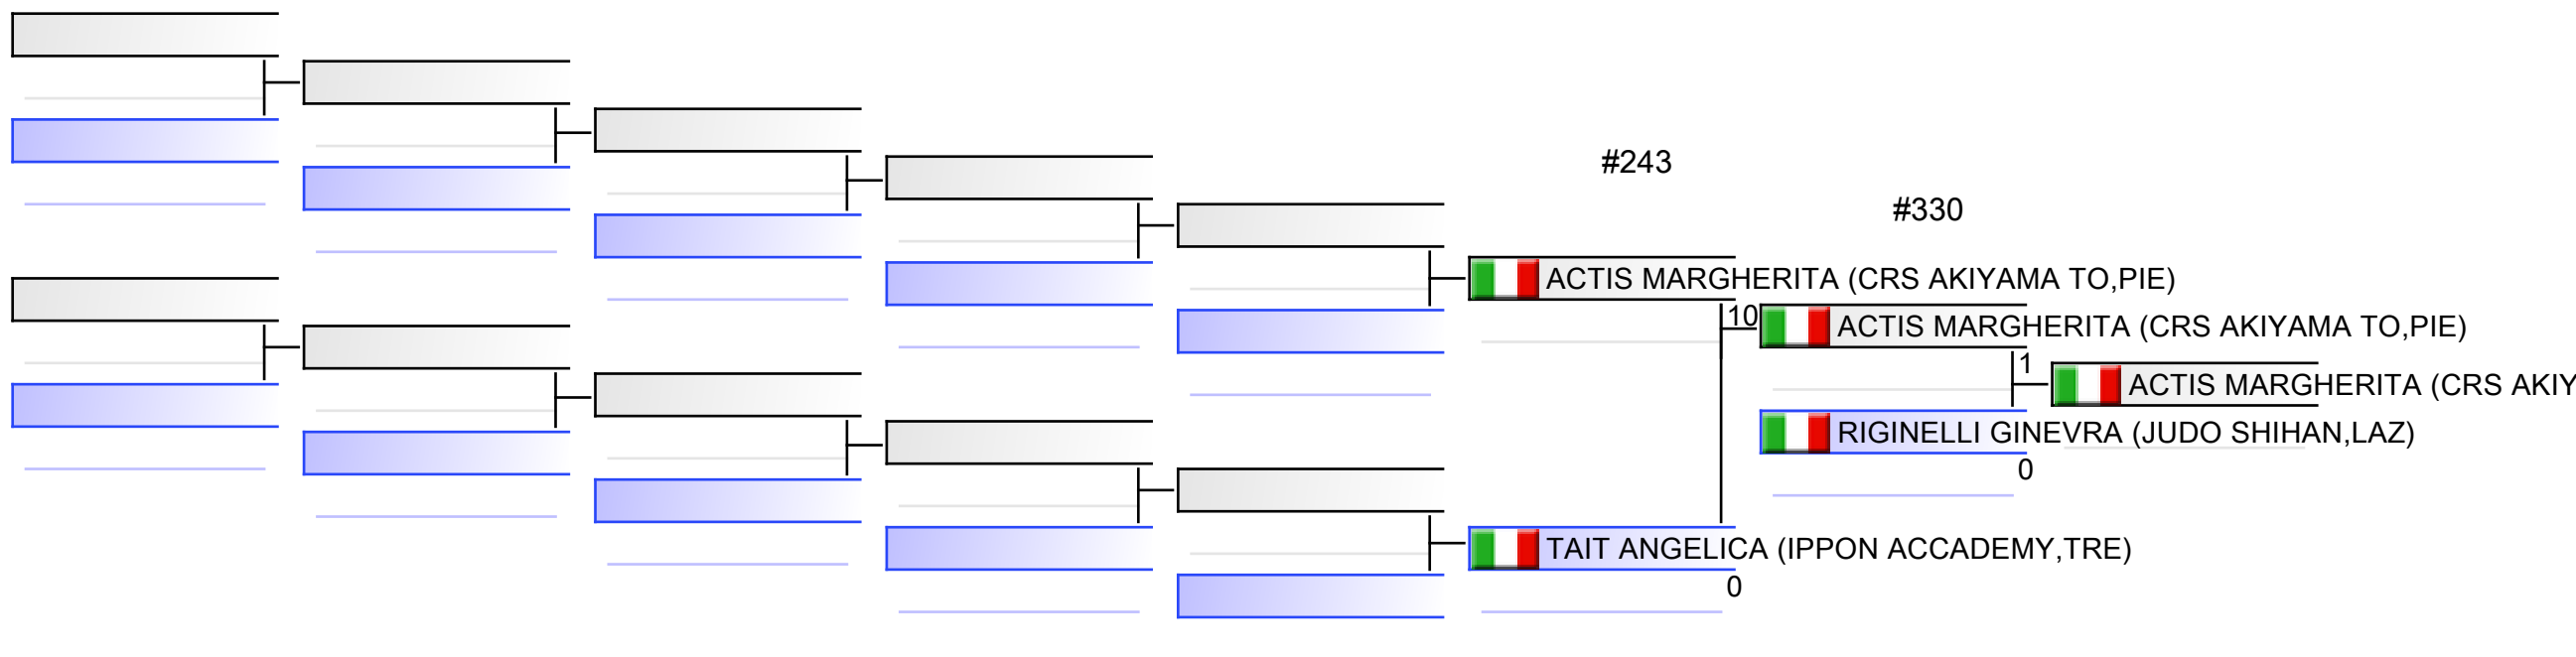 #243
#330
ACTIS MARGHERITA (CRS AKIYAMA TO,PIE)
10
ACTIS MARGHERITA (CRS AKIYAMA TO,PIE)
1
ACTIS MARGHERITA (CRS AKIY
RIGINELLI GINEVRA (JUDO SHIHAN,LAZ)
0
TAIT ANGELICA (IPPON ACCADEMY,TRE)
0